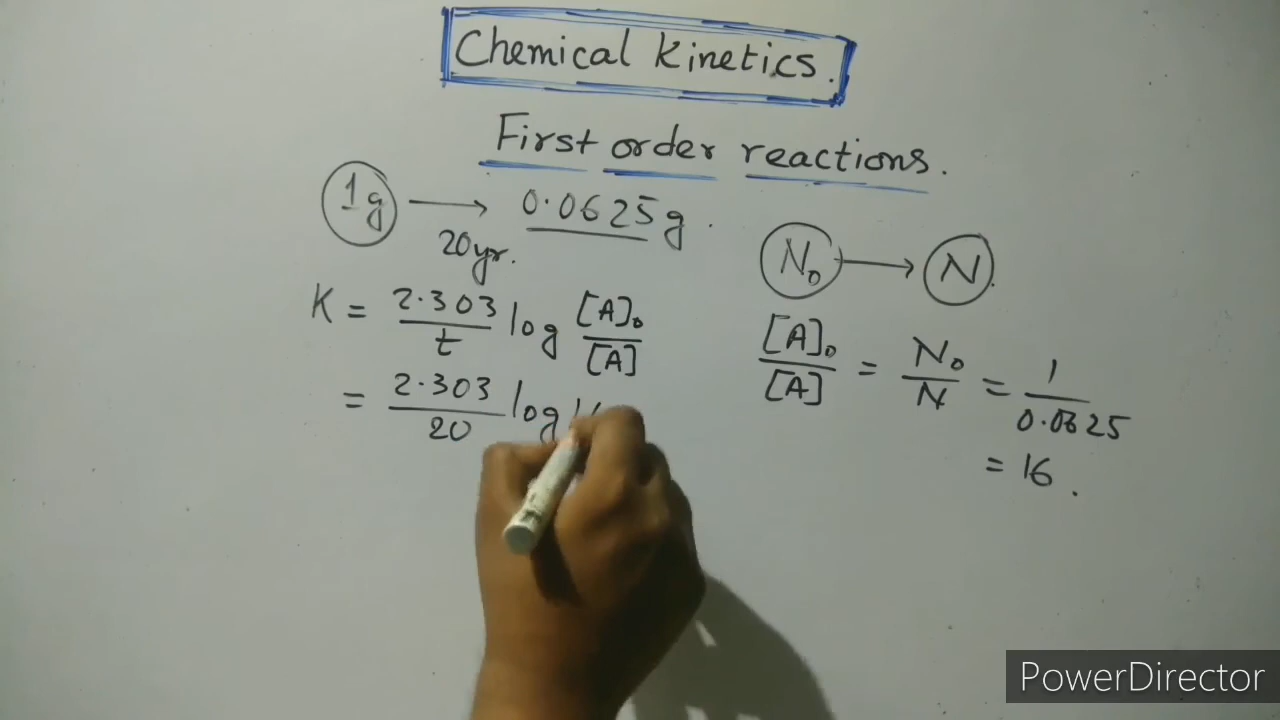 Chemical Kinetics.
First order reactions.
1g → 0.0625g.
20yr.
N₀ → N.
K = 2.303/t log [A]₀/[A]
= 2.303/20 log
[A]₀/[A] = N₀/N = 1/0.0625
= 16.
PowerDirector